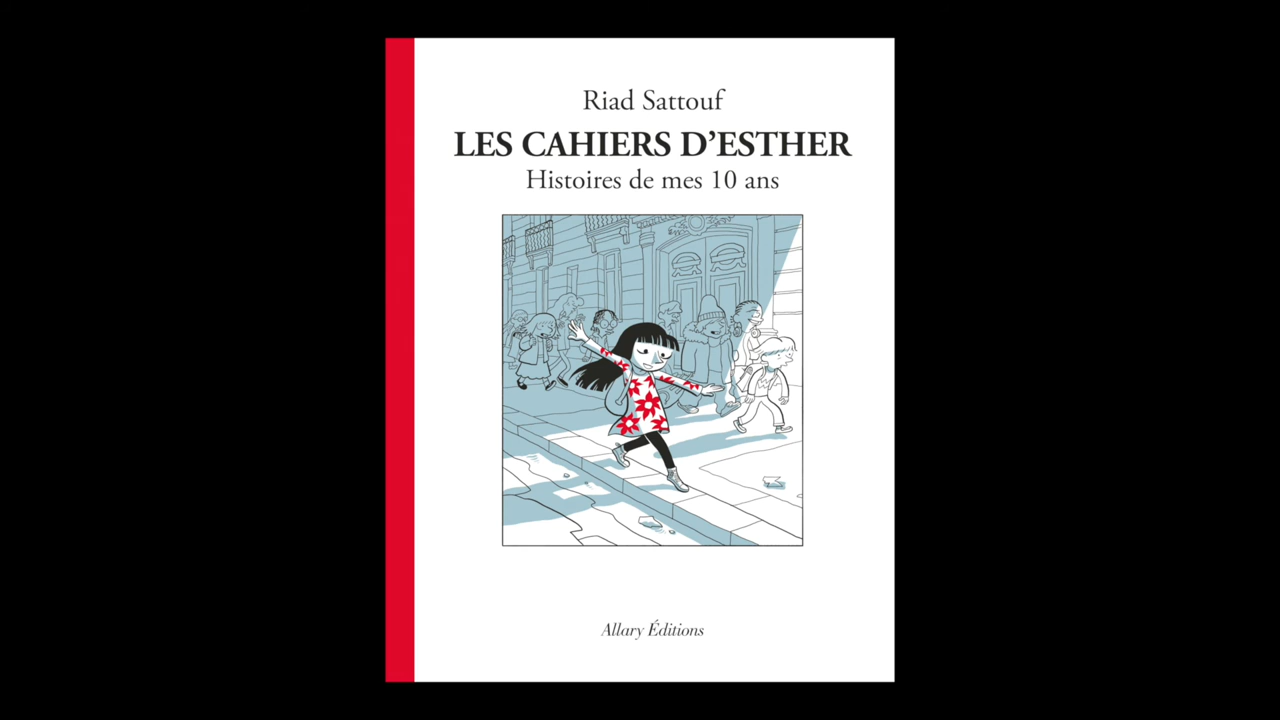 Riad Sattouf
LES CAHIERS D’ESTHER
Histoires de mes 10 ans
Allary Éditions